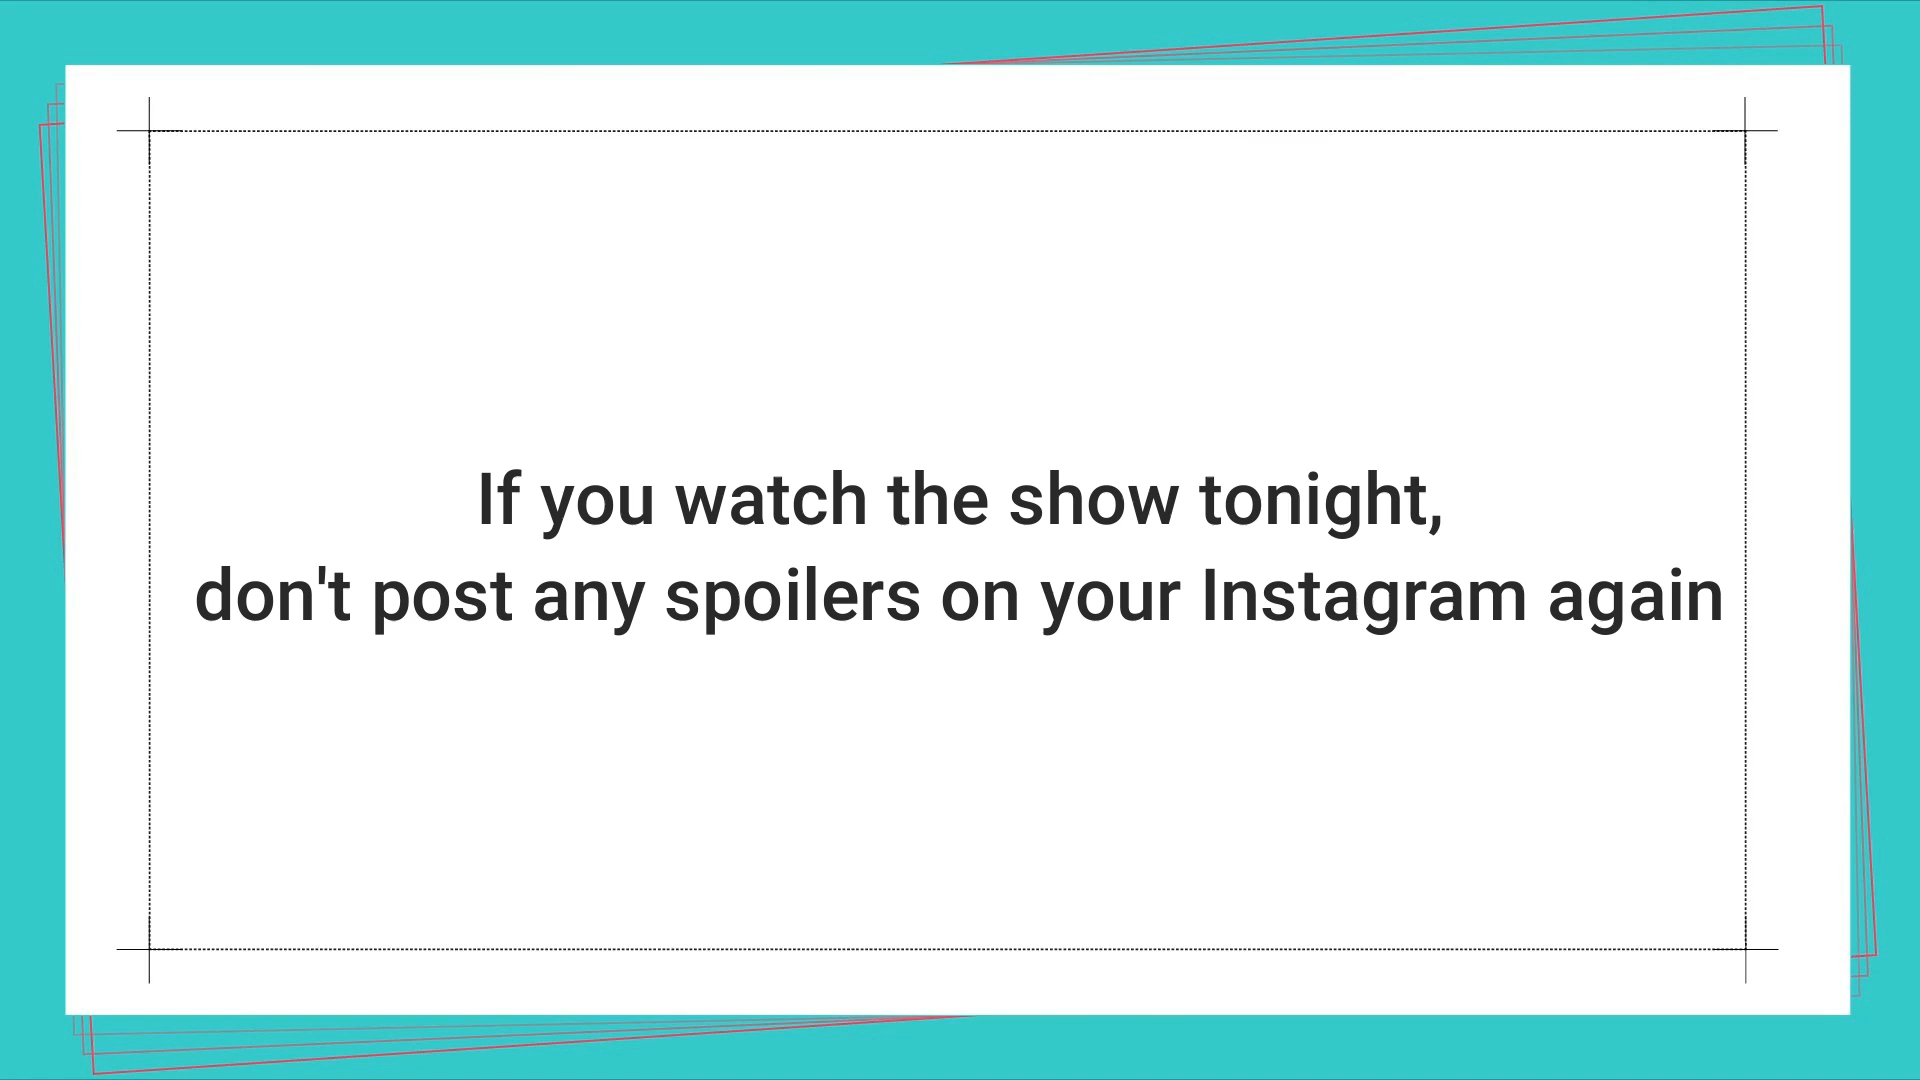 If you watch the show tonight,
don't post any spoilers on your Instagram again